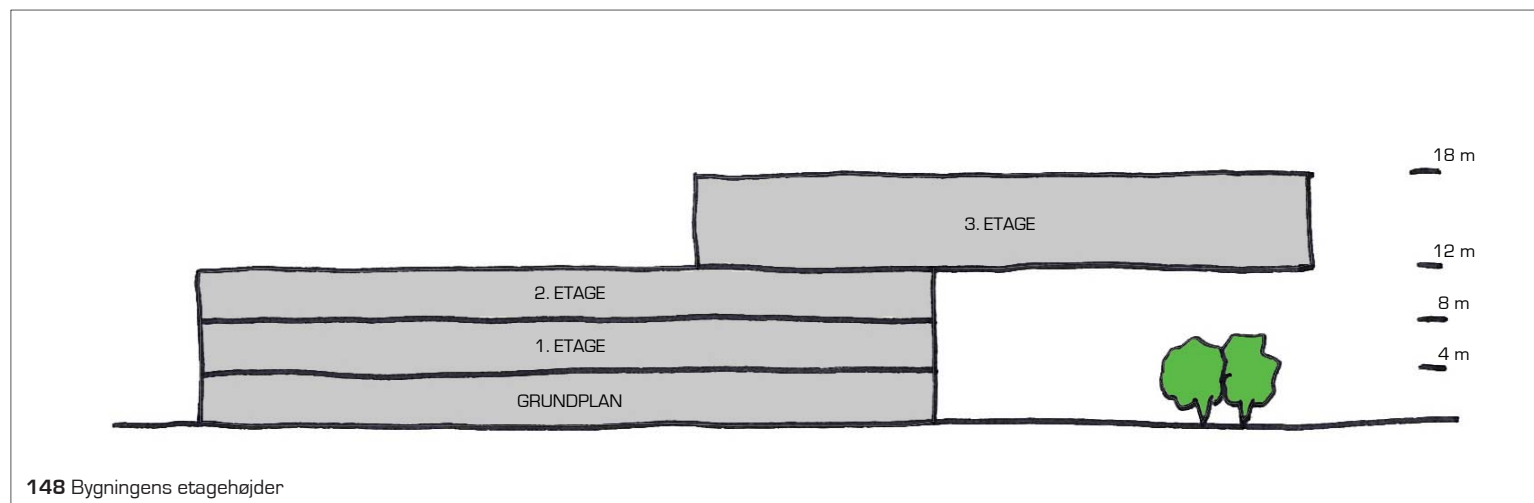 18 m
3. ETAGE
12 m
2. ETAGE
8 m
1. ETAGE
4 m
GRUNDPLAN
148 Bygningens etagehøjder